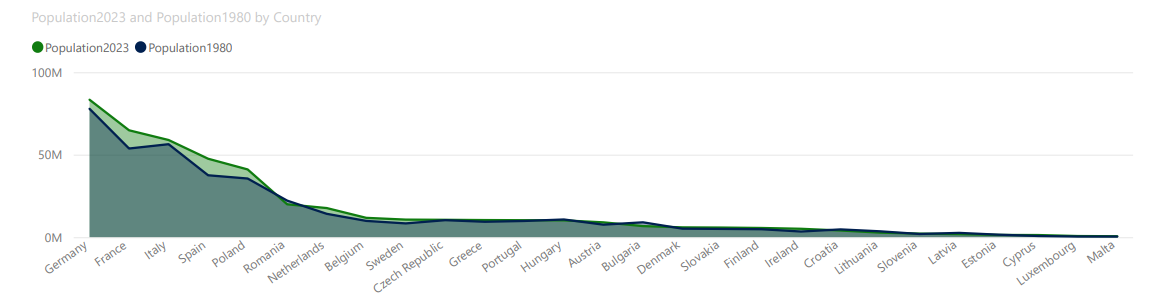 Population2023 and Population1980 by Country
Population2023 Population1980
100M
50M
0M
Germany
France
Italy
Spain
Poland
Romania
Netherlands
Belgium
Sweden
Czech Republic
Greece
Portugal
Hungary
Austria
Bulgaria
Denmark
Slovakia
Finland
Ireland
Croatia
Lithuania
Slovenia
Latvia
Estonia
Cyprus
Luxembourg
Malta